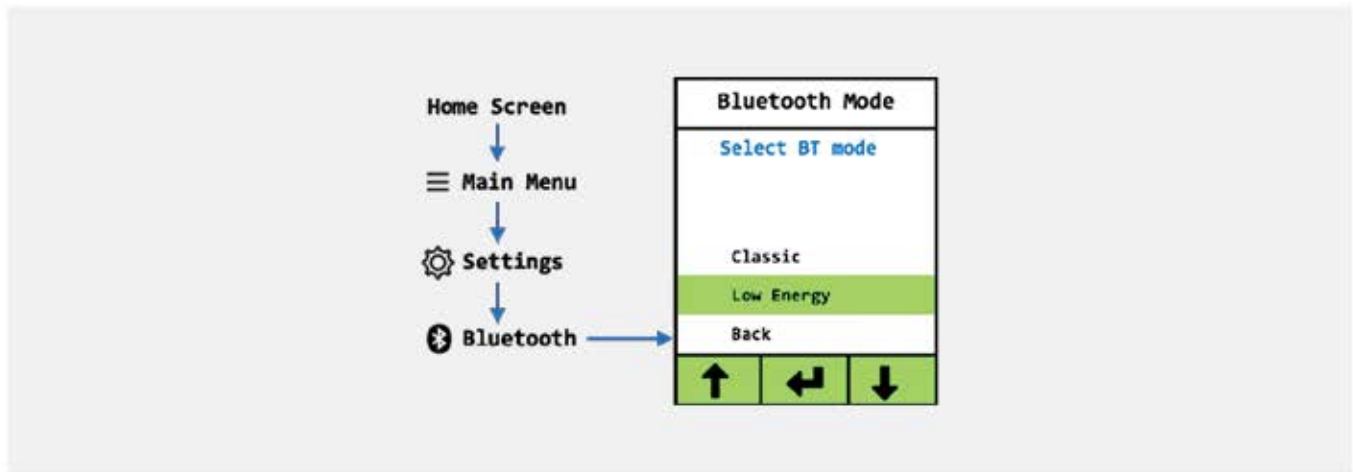 Home Screen
Main Menu
Settings
Bluetooth
Bluetooth Mode
Select BT mode
Classic
Low Energy
Back